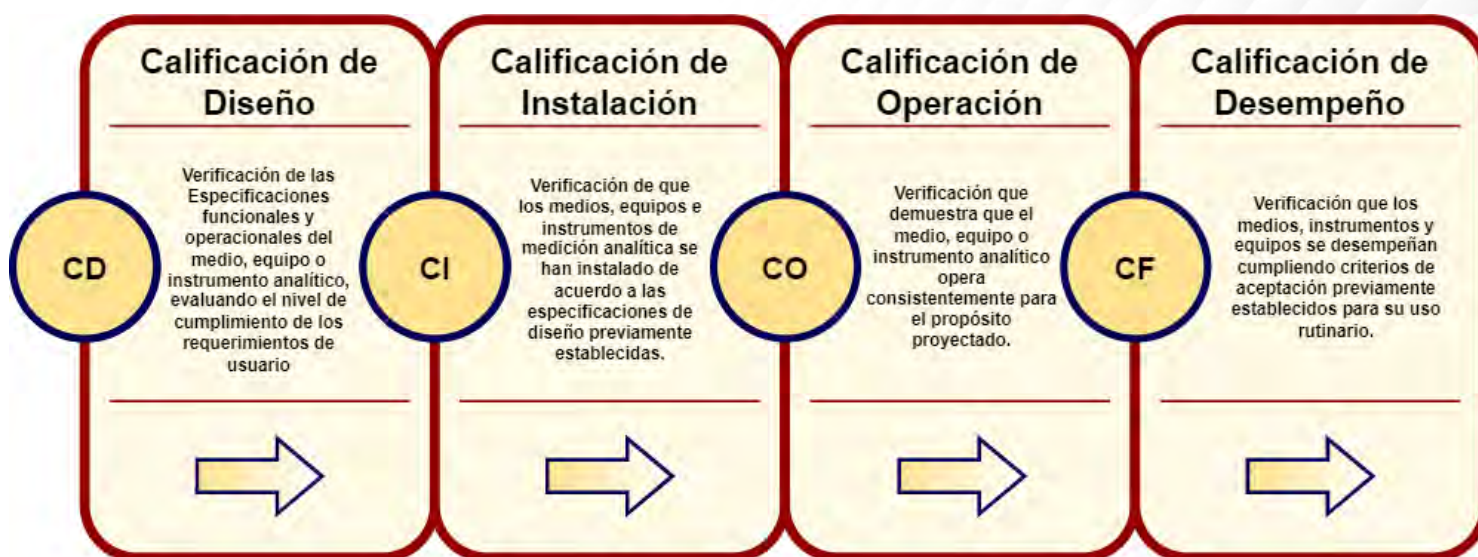 Calificación de
Diseño
Verificación de las
Especificaciones
funcionales y
operacionales del
medio, equipo o
instrumento analítico,
evaluando el nivel de
cumplimiento de los
requerimientos de
usuario
CD
Calificación de
Instalación
Verificación de que
los medios, equipos e
instrumentos de
medición analítica se
han instalado de
acuerdo a las
especificaciones de
diseño previamente
establecidas.
CI
Calificación de
Operación
Verificación que
demuestra que el
medio, equipo o
instrumento analítico
opera
consistentemente para
el propósito
proyectado.
CO
Calificación de
Desempeño
Verificación que los
medios, instrumentos y
equipos se desempeñan
cumpliendo criterios de
aceptación previamente
establecidos para su uso
rutinario.
CF